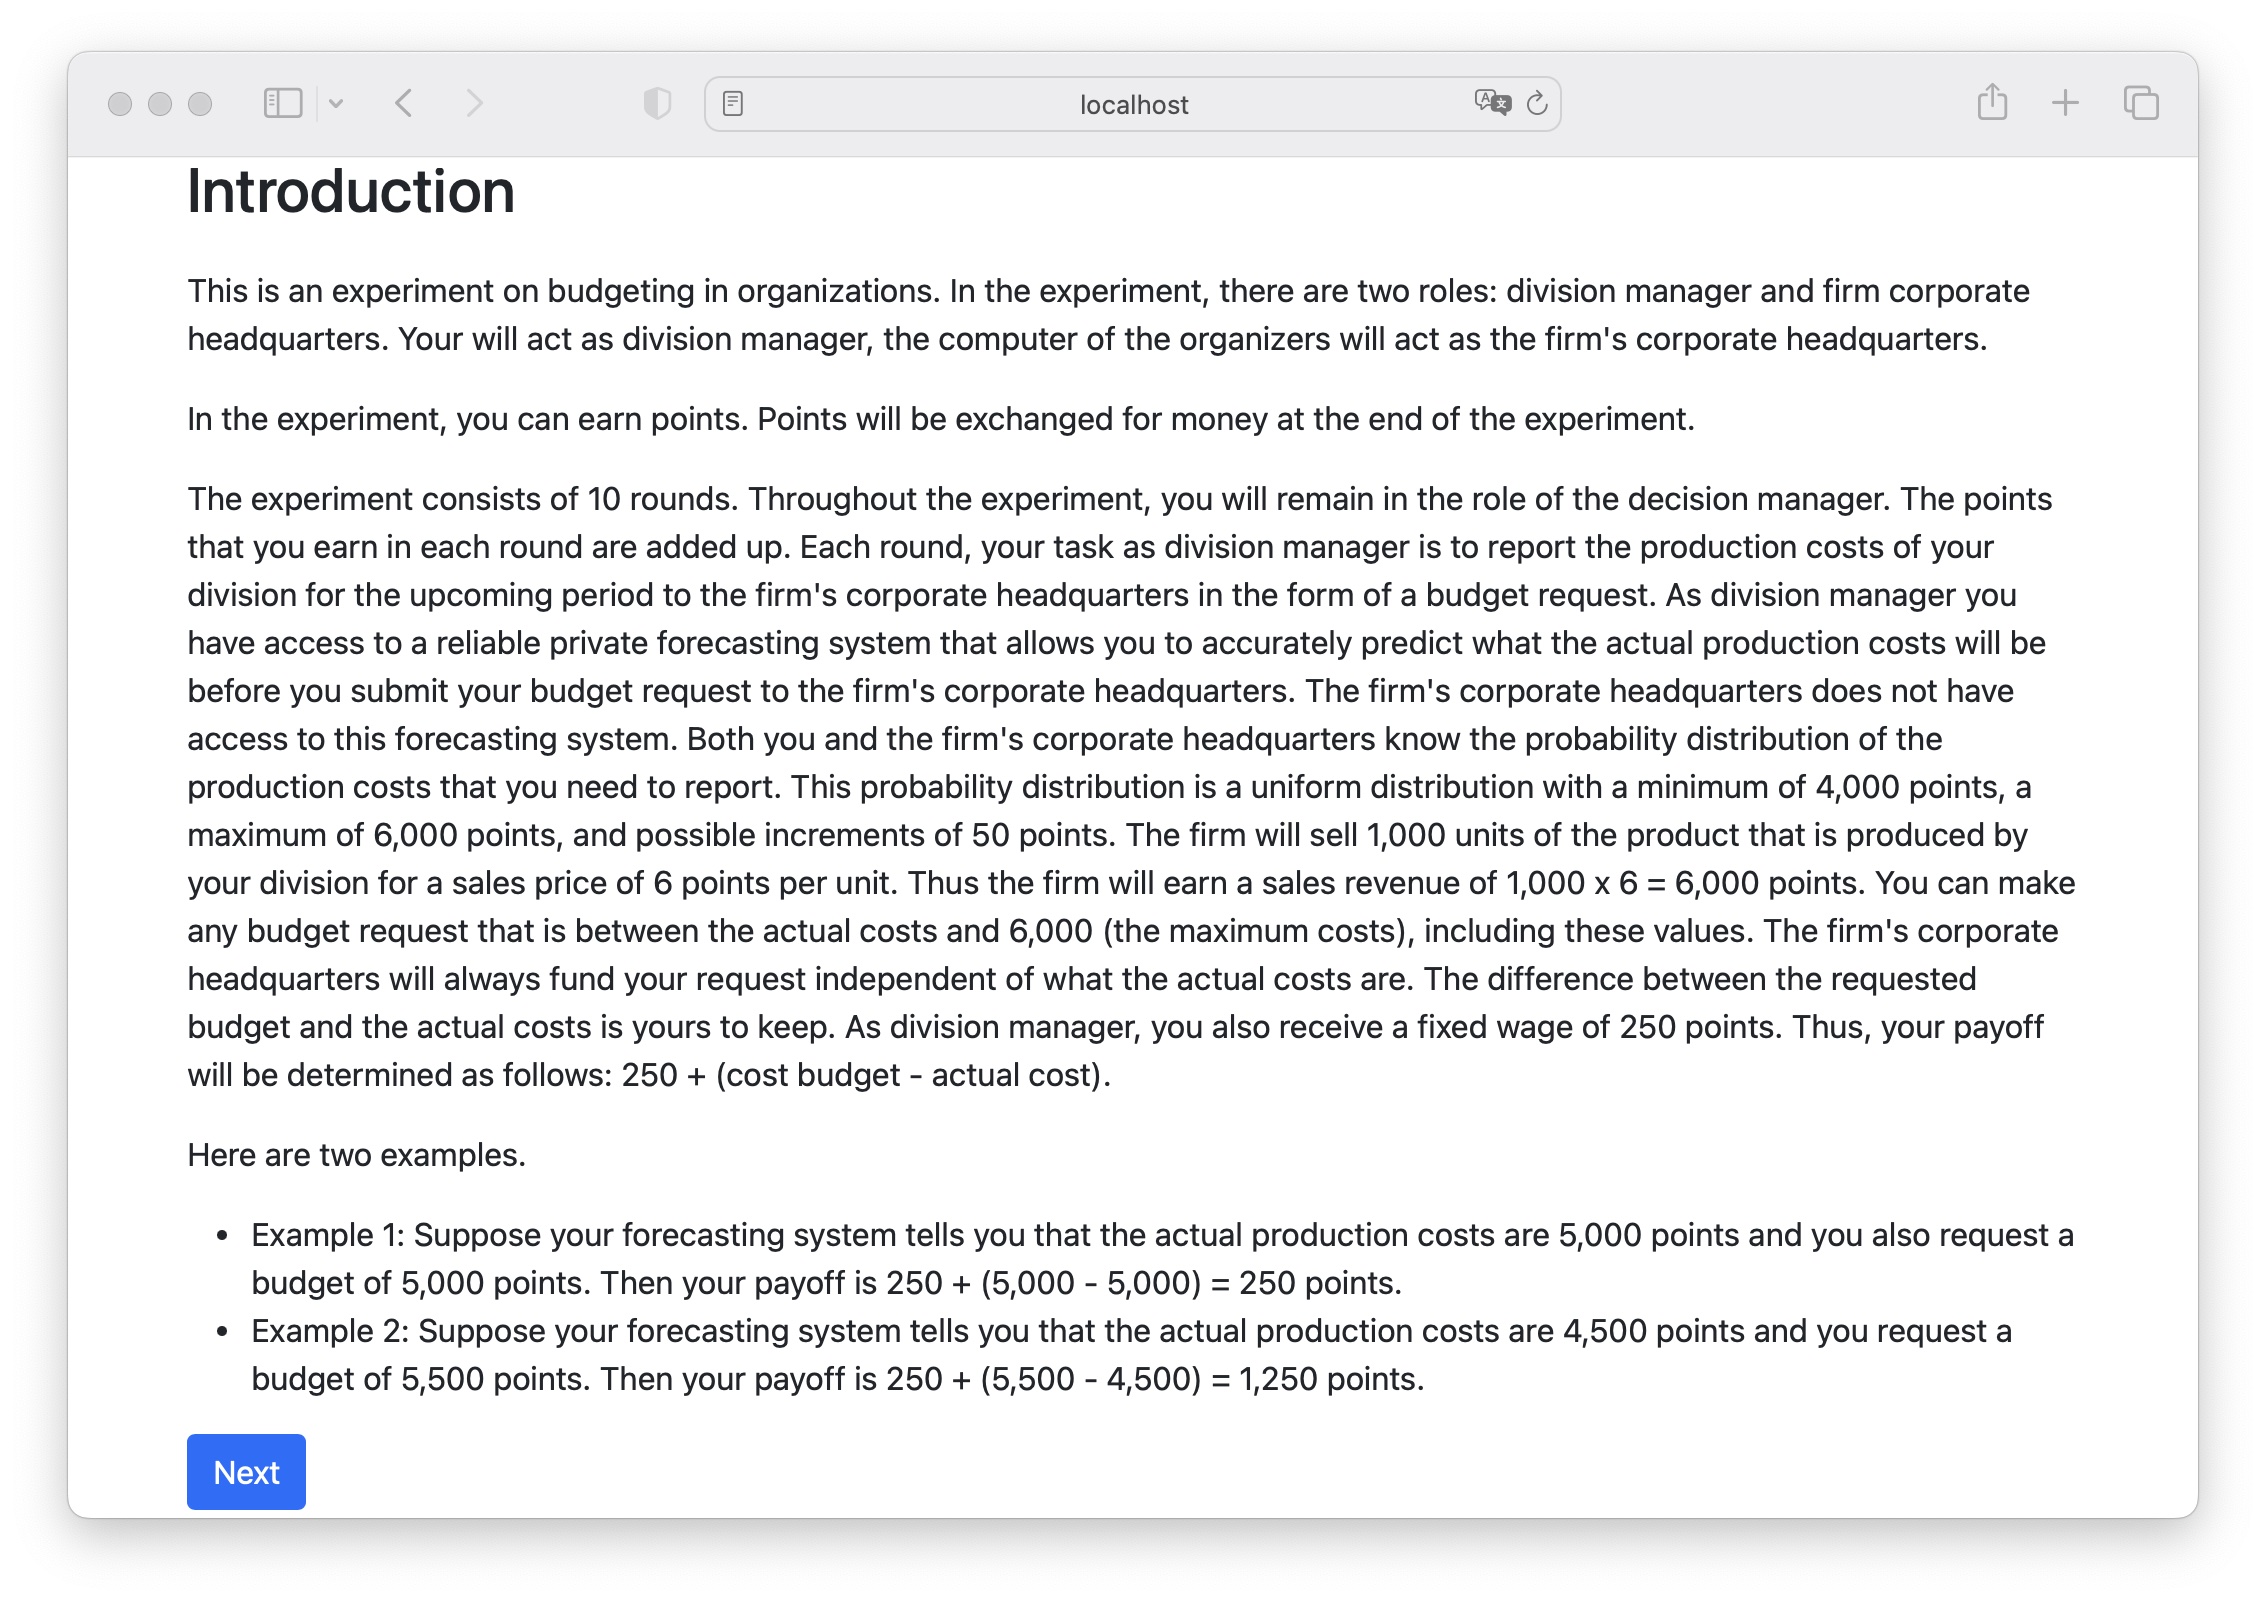 localhost
Introduction
This is an experiment on budgeting in organizations. In the experiment, there are two roles: division manager and firm corporate
headquarters. Your will act as division manager, the computer of the organizers will act as the firm's corporate headquarters.
In the experiment, you can earn points. Points will be exchanged for money at the end of the experiment.
The experiment consists of 10 rounds. Throughout the experiment, you will remain in the role of the decision manager. The points
that you earn in each round are added up. Each round, your task as division manager is to report the production costs of your
division for the upcoming period to the firm's corporate headquarters in the form of a budget request. As division manager you
have access to a reliable private forecasting system that allows you to accurately predict what the actual production costs will be
before you submit your budget request to the firm's corporate headquarters. The firm's corporate headquarters does not have
access to this forecasting system. Both you and the firm's corporate headquarters know the probability distribution of the
production costs that you need to report. This probability distribution is a uniform distribution with a minimum of 4,000 points, a
maximum of 6,000 points, and possible increments of 50 points. The firm will sell 1,000 units of the product that is produced by
your division for a sales price of 6 points per unit. Thus the firm will earn a sales revenue of 1,000 x 6 = 6,000 points. You can make
any budget request that is between the actual costs and 6,000 (the maximum costs), including these values. The firm's corporate
headquarters will always fund your request independent of what the actual costs are. The difference between the requested
budget and the actual costs is yours to keep. As division manager, you also receive a fixed wage of 250 points. Thus, your payoff
will be determined as follows: 250 + (cost budget - actual cost).
Here are two examples.
• Example 1: Suppose your forecasting system tells you that the actual production costs are 5,000 points and you also request a
budget of 5,000 points. Then your payoff is 250 + (5,000 - 5,000) = 250 points.
• Example 2: Suppose your forecasting system tells you that the actual production costs are 4,500 points and you request a
budget of 5,500 points. Then your payoff is 250 + (5,500 - 4,500) = 1,250 points.
Next